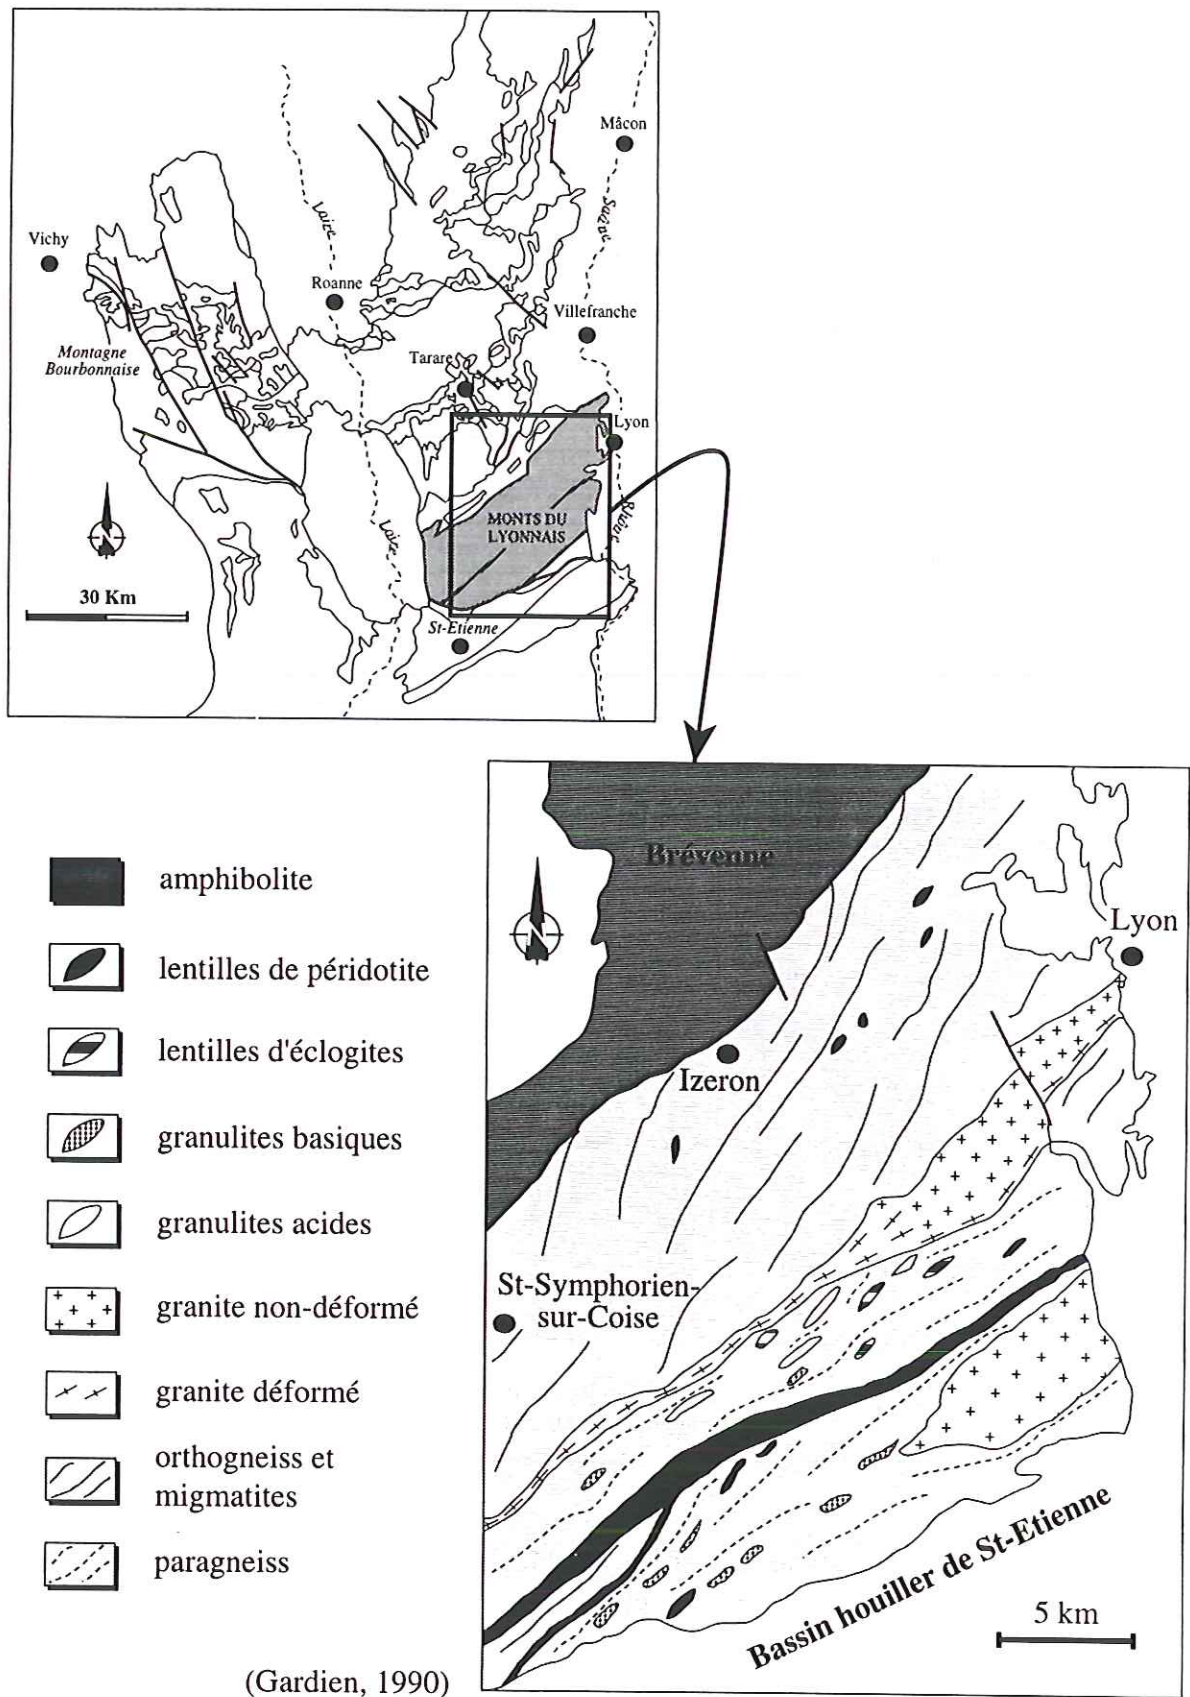 Mâcon
Saône
Vichy
Loire
Roanne
Villefranche
Montagne
Bourbonnaise
Tarare
Lyon
MONTS DU
LYONNAIS
Rhône
Loire
N
30 Km
St-Etienne
Brévenne
amphibolite
N
Lyon
lentilles de péridotite
lentilles d'éclogites
Izeron
granulites basiques
granulites acides
St-Symphorien-
sur-Coise
granite non-déformé
granite déformé
orthogneiss et
migmatites
paragneiss
Bassin houiller de St-Etienne
5 km
(Gardien, 1990)